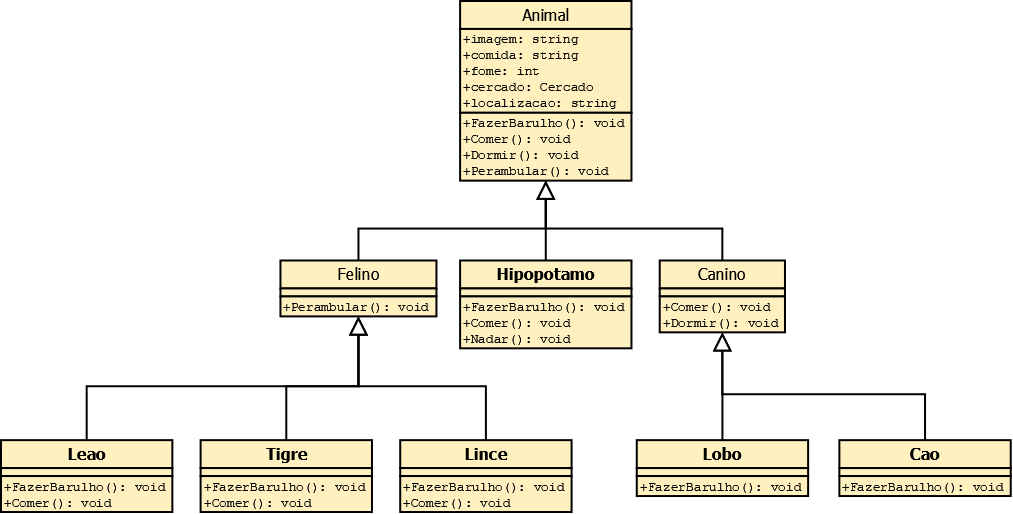 Animal
+imagem: string
+comida: string
+fome: int
+cercado: Cercado
+localizacao: string
+FazerBarulho(): void
+Comer(): void
+Dormir(): void
+Perambular(): void
Felino
+Perambular(): void
Hipopotamo
+FazerBarulho(): void
+Comer(): void
+Nadar(): void
Canino
+Comer(): void
+Dormir(): void
Leao
+FazerBarulho(): void
+Comer(): void
Tigre
+FazerBarulho(): void
+Comer(): void
Lince
+FazerBarulho(): void
+Comer(): void
Lobo
+FazerBarulho(): void
Cao
+FazerBarulho(): void